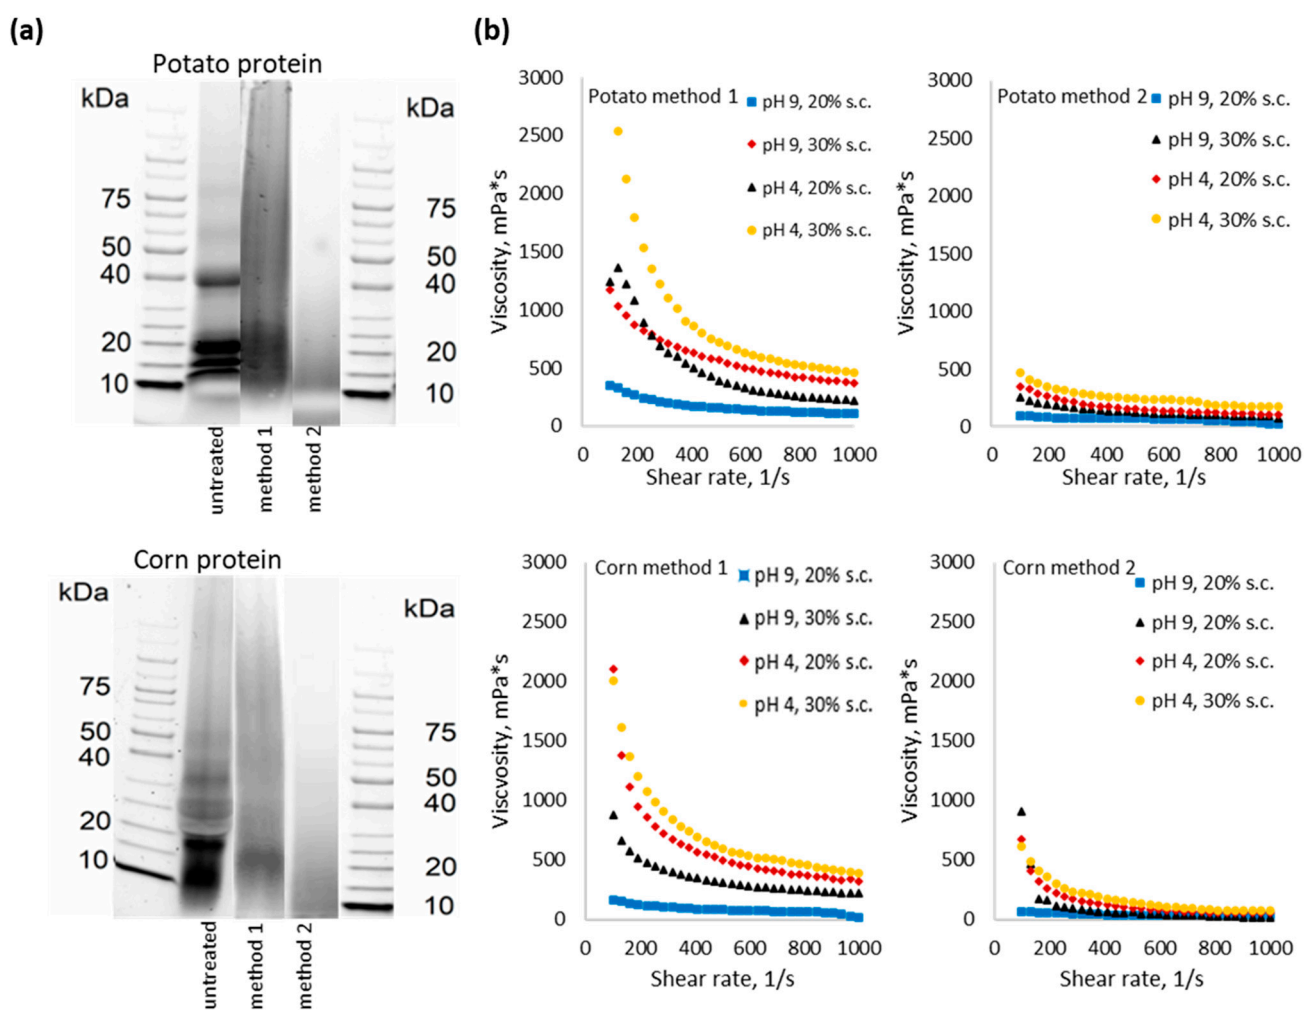 (a)
Potato protein
kDa
75
50
40
20
10
kDa
75
50
40
20
10
untreated
method 1
method 2
Corn protein
kDa
75
50
40
20
10
kDa
75
50
40
20
10
untreated
method 1
method 2
(b)
Potato method 1
pH 9, 20% s.c.
pH 9, 30% s.c.
pH 4, 20% s.c.
pH 4, 30% s.c.
Viscosity, mPa*s
3000
2500
2000
1500
1000
500
0
0 200 400 600 800 1000
Shear rate, 1/s
Potato method 2
pH 9, 20% s.c.
pH 9, 30% s.c.
pH 4, 20% s.c.
pH 4, 30% s.c.
Viscosity, mPa*s
3000
2500
2000
1500
1000
500
0
0 200 400 600 800 1000
Shear rate, 1/s
Corn method 1
pH 9, 20% s.c.
pH 9, 30% s.c.
pH 4, 20% s.c.
pH 4, 30% s.c.
Viscvosity, mPa*s
3000
2500
2000
1500
1000
500
0
0 200 400 600 800 1000
Shear rate, 1/s
Corn method 2
pH 9, 20% s.c.
pH 9, 20% s.c.
pH 4, 20% s.c.
pH 4, 30% s.c.
Viscosity, mPa*s
3000
2500
2000
1500
1000
500
0
0 200 400 600 800 1000
Shear rate, 1/s